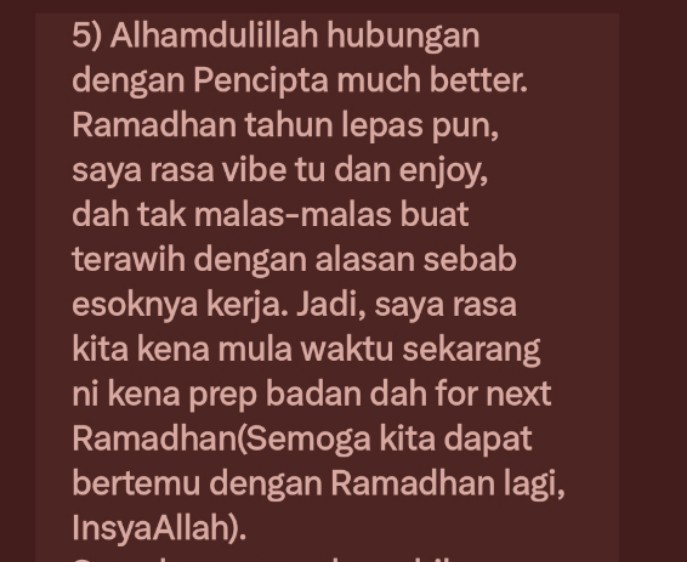 5) Alhamdulillah hubungan
dengan Pencipta much better.
Ramadhan tahun lepas pun,
saya rasa vibe tu dan enjoy,
dah tak malas-malas buat
terawih dengan alasan sebab
esoknya kerja. Jadi, saya rasa
kita kena mula waktu sekarang
ni kena prep badan dah for next
Ramadhan(Semoga kita dapat
bertemu dengan Ramadhan lagi,
InsyaAllah).